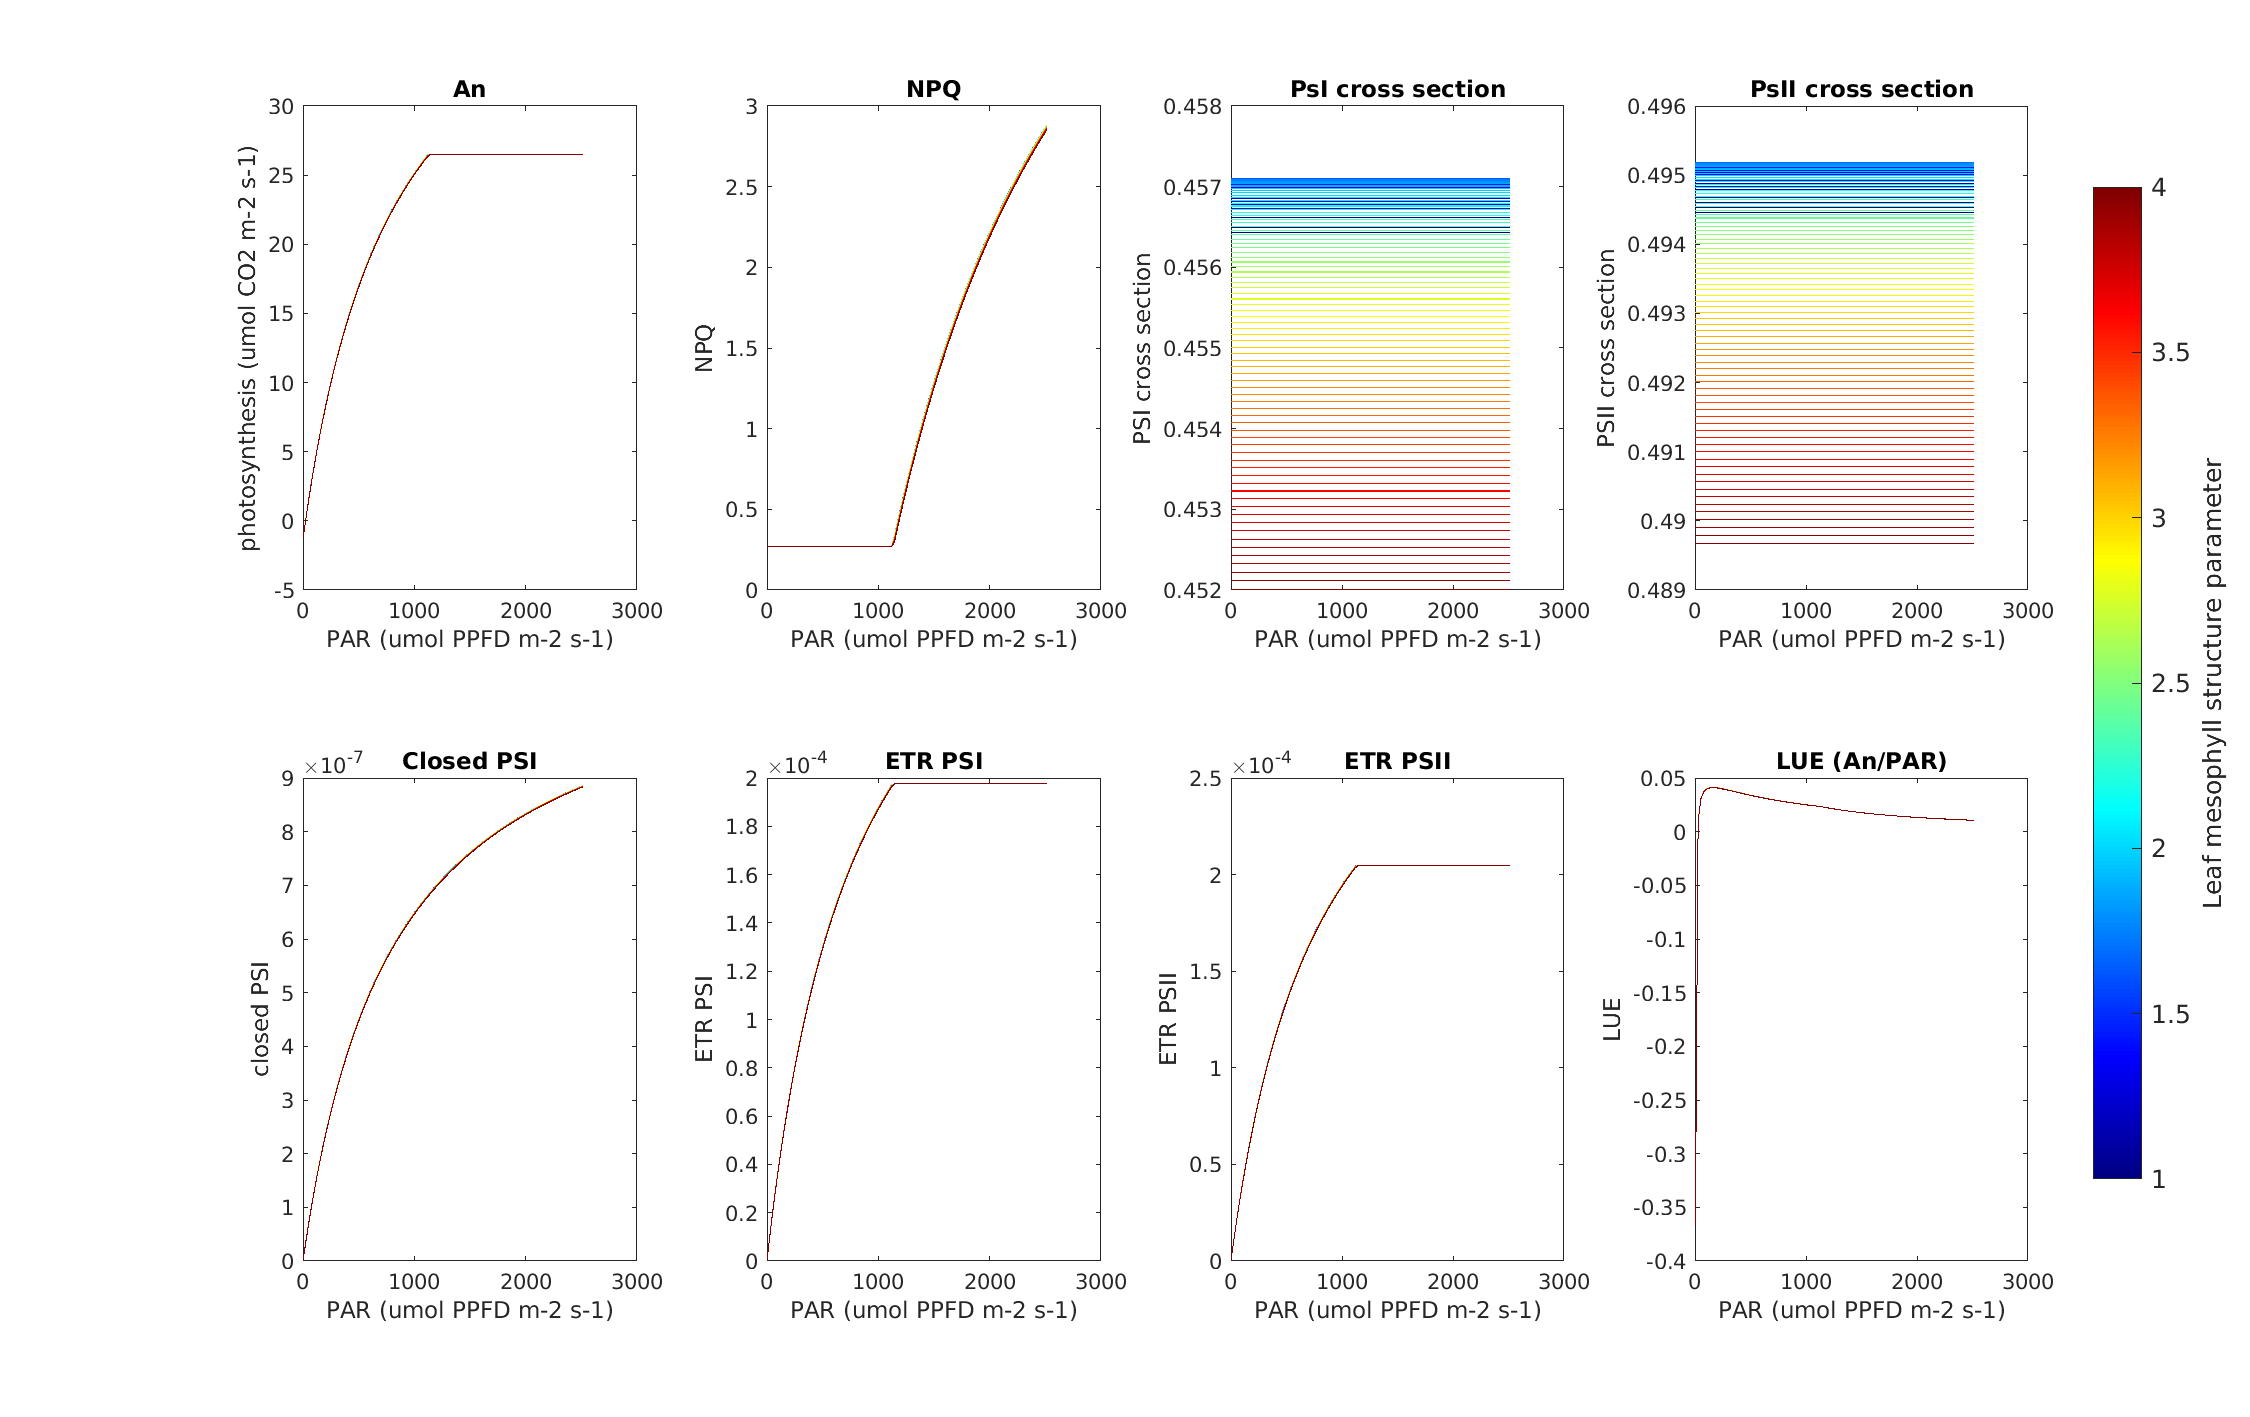 An
30
25
20
15
10
5
0
-5
photosynthesis (umol CO2 m-2 s-1)
0 1000 2000 3000
PAR (umol PPFD m-2 s-1)
NPQ
3
2.5
2
1.5
1
0.5
0
NPQ
0 1000 2000 3000
PAR (umol PPFD m-2 s-1)
PsI cross section
0.458
0.457
0.456
0.455
0.454
0.453
0.452
PSI cross section
0 1000 2000 3000
PAR (umol PPFD m-2 s-1)
PsII cross section
0.496
0.495
0.494
0.493
0.492
0.491
0.49
0.489
PSII cross section
0 1000 2000 3000
PAR (umol PPFD m-2 s-1)
Closed PSI
×10-7
9
8
7
6
5
4
3
2
1
0
closed PSI
0 1000 2000 3000
PAR (umol PPFD m-2 s-1)
ETR PSI
×10-4
2
1.8
1.6
1.4
1.2
1
0.8
0.6
0.4
0.2
0
ETR PSI
0 1000 2000 3000
PAR (umol PPFD m-2 s-1)
ETR PSII
×10-4
2.5
2
1.5
1
0.5
0
ETR PSII
0 1000 2000 3000
PAR (umol PPFD m-2 s-1)
LUE (An/PAR)
0.05
0
-0.05
-0.1
-0.15
-0.2
-0.25
-0.3
-0.35
-0.4
LUE
0 1000 2000 3000
PAR (umol PPFD m-2 s-1)
4
3.5
3
2.5
2
1.5
1
Leaf mesophyll structure parameter